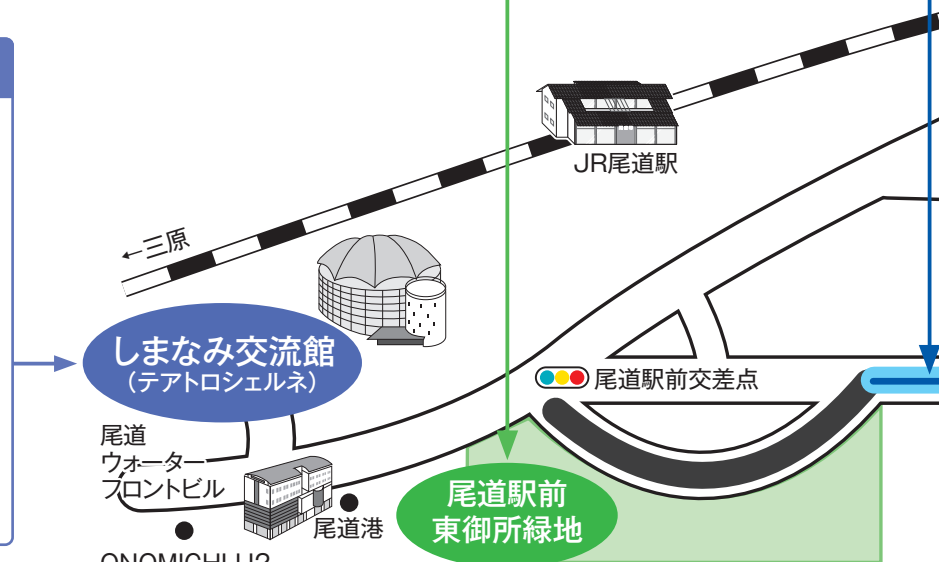 JR尾道駅
←三原
しまなみ交流館
(テアトロシェルネ)
尾道駅前交差点
尾道
ウォーター
フロントビル
尾道港
尾道駅前
東御所緑地
ONOMICHI U2